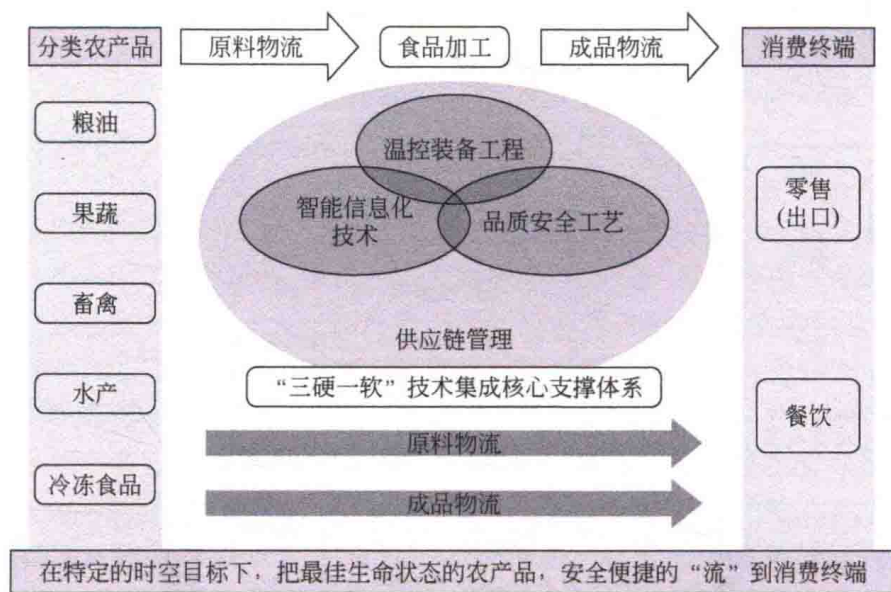 分类农产品
原料物流
食品加工
成品物流
消费终端
粮油
果蔬
畜禽
水产
冷冻食品
温控装备工程
智能信息化
技术
品质安全工艺
供应链管理
“三硬一软”技术集成核心支撑体系
原料物流
成品物流
零售
(出口)
餐饮
在特定的时空目标下，把最佳生命状态的农产品，安全便捷的“流”到消费终端